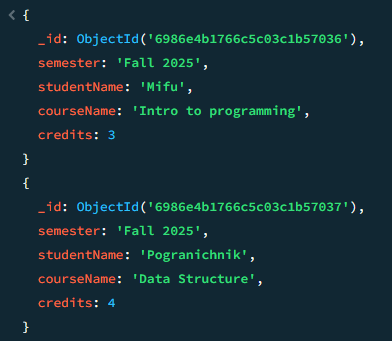 {
_id: ObjectId('6986e4b1766c5c03c1b57036'),
semester: 'Fall 2025',
studentName: 'Mifu',
courseName: 'Intro to programming',
credits: 3
}
{
_id: ObjectId('6986e4b1766c5c03c1b57037'),
semester: 'Fall 2025',
studentName: 'Pogranichnik',
courseName: 'Data Structure',
credits: 4
}